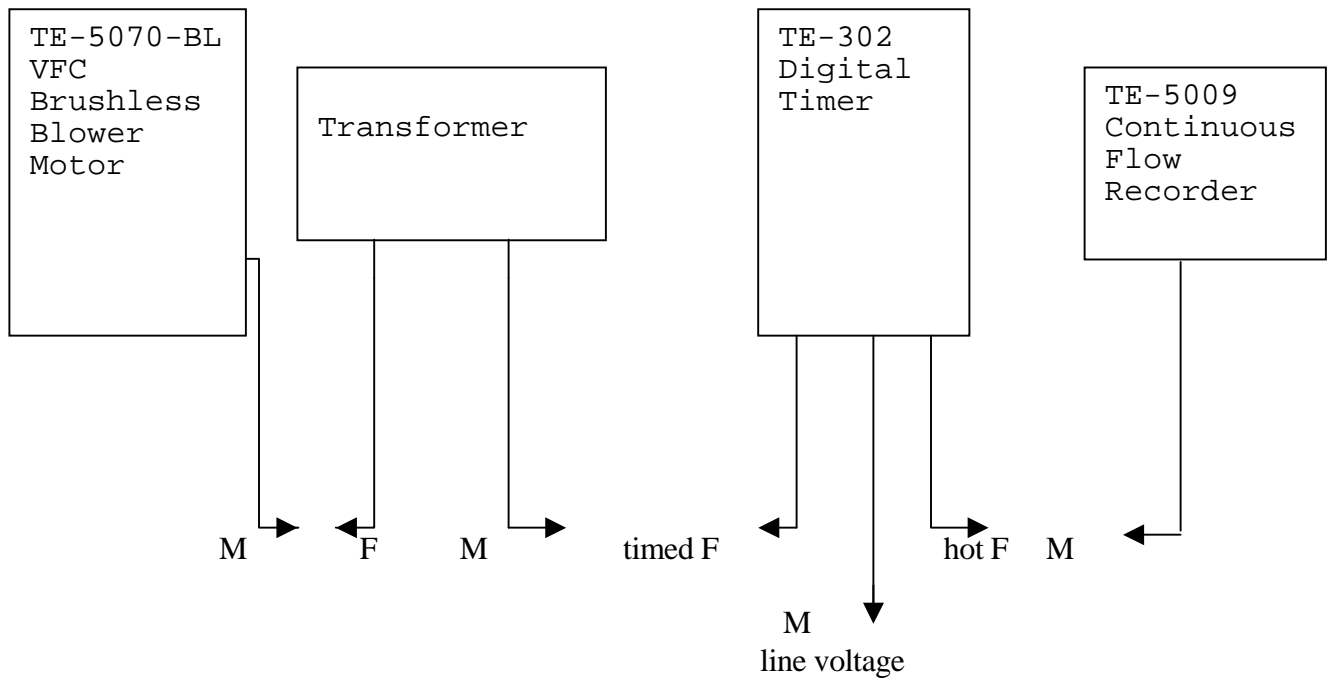 TE-5070-BL
VFC
Brushless
Blower
Motor
Transformer
TE-302
Digital
Timer
TE-5009
Continuous
Flow
Recorder
M
F
M
timed F
hot F
M
M
line voltage